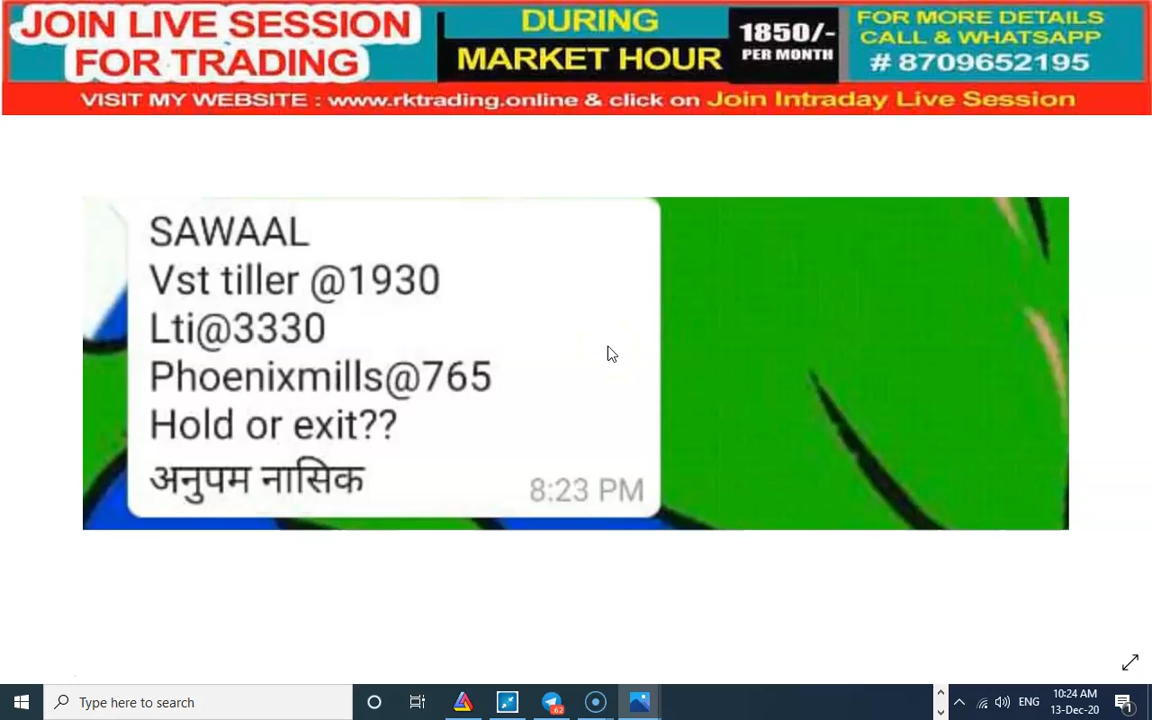 JOIN LIVE SESSION
FOR TRADING
DURING
MARKET HOUR
1850/-
PER MONTH
FOR MORE DETAILS
CALL & WHATSAPP
# 8709652195
VISIT MY WEBSITE : www.rktrading.online & click on Join Intraday Live Session
SAWAAL
Vst tiller @1930
Lti@3330
Phoenixmills@765
Hold or exit??
अनुपम नासिक
8:23 PM
Type here to search
62
ENG
10:24 AM
13-Dec-20
1